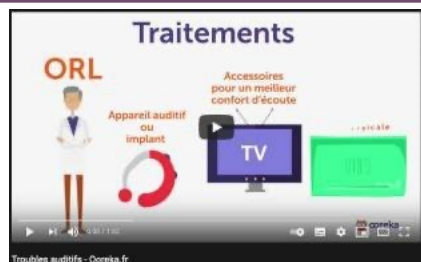 Traitements
ORL
Accessoires
pour un meilleur
confort d'écoute
Appareil auditif
ou
implant
TV
ooreka
Troubles auditifs - Ooreka.fr